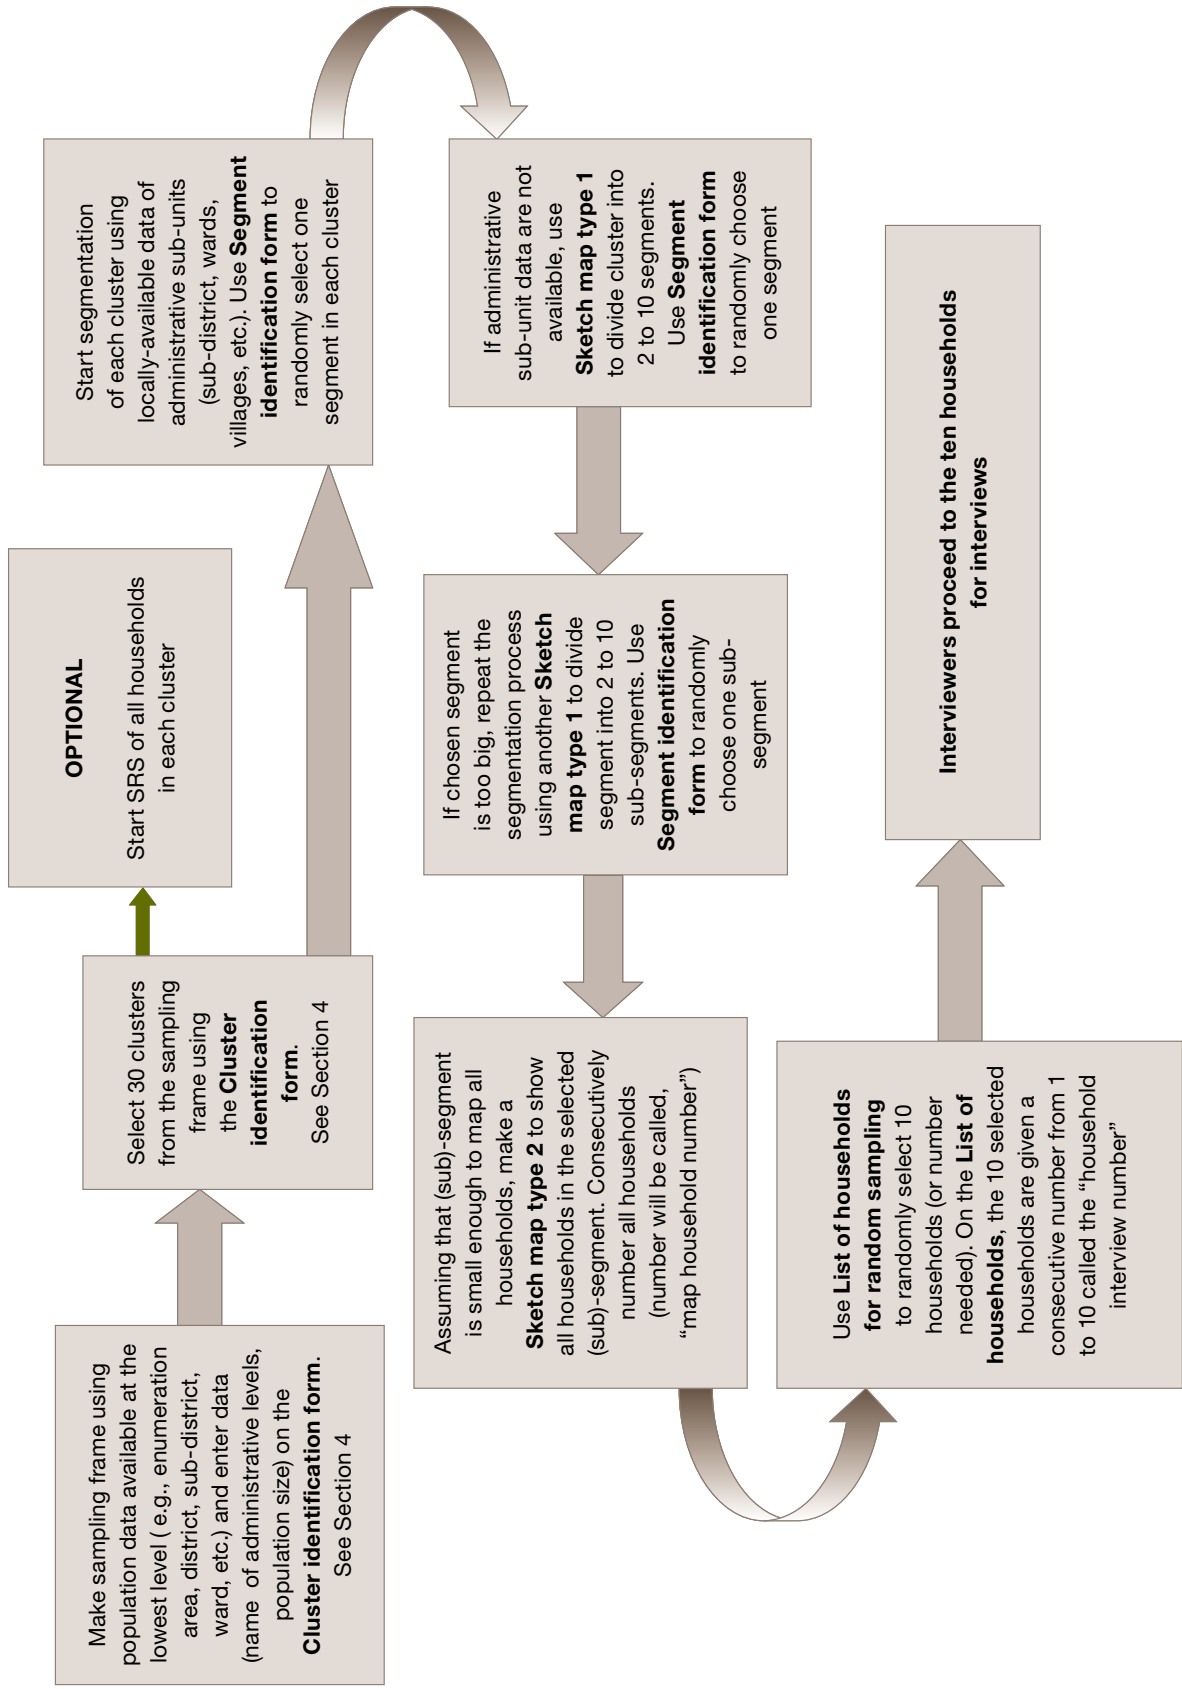 Make sampling frame using
population data available at the
lowest level ( e.g., enumeration
area, district, sub-district,
ward, etc.) and enter data
(name of administrative levels,
population size) on the
Cluster identification form.
See Section 4
Select 30 clusters
from the sampling
frame using
the Cluster
identification
form.
See Section 4
OPTIONAL
Start SRS of all households
in each cluster
Start segmentation
of each cluster using
locally-available data of
administrative sub-units
(sub-district, wards,
villages, etc.). Use Segment
identification form to
randomly select one
segment in each cluster
If administrative
sub-unit data are not
available, use
Sketch map type 1
to divide cluster into
2 to 10 segments.
Use Segment
identification form
to randomly choose
one segment
If chosen segment
is too big, repeat the
segmentation process
using another Sketch
map type 1 to divide
segment into 2 to 10
sub-segments. Use
Segment identification
form to randomly
choose one sub-
segment
Assuming that (sub)-segment
is small enough to map all
households, make a
Sketch map type 2 to show
all households in the selected
(sub)-segment. Consecutively
number all households
(number will be called,
“map household number”)
Use List of households
for random sampling
to randomly select 10
households (or number
needed). On the List of
households, the 10 selected
households are given a
consecutive number from 1
to 10 called the “household
interview number”
Interviewers proceed to the ten households
for interviews